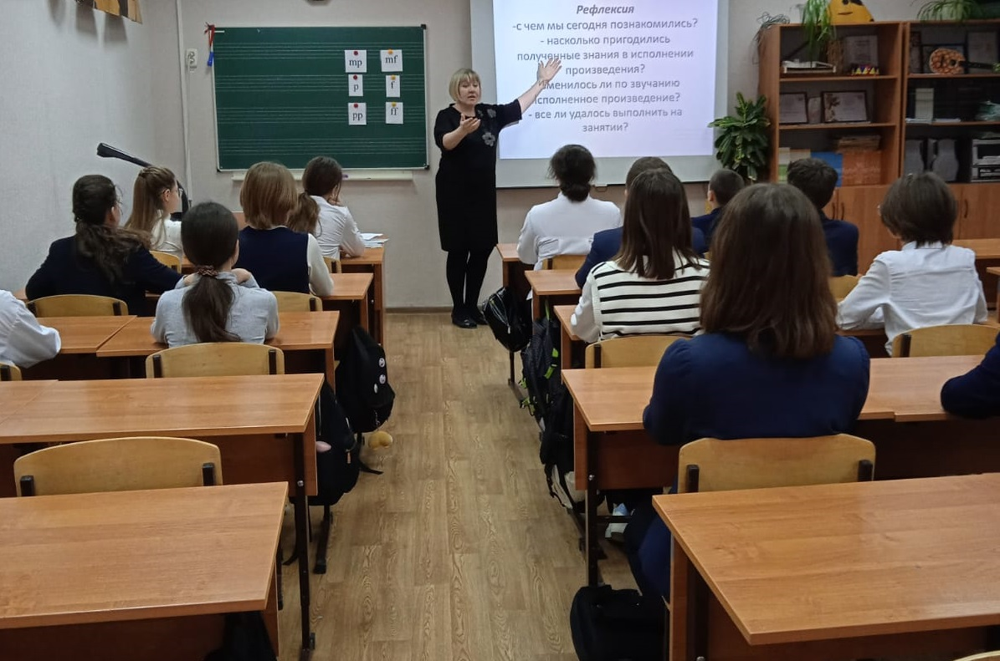 mp mf
p f
pp ff
Рефлексия
-с чем мы сегодня познакомились?
- насколько пригодились
полученные знания в исполнении
произведения?
ли по звучанию
исполненное произведение?
- все ли удалось выполнить на
занятии?